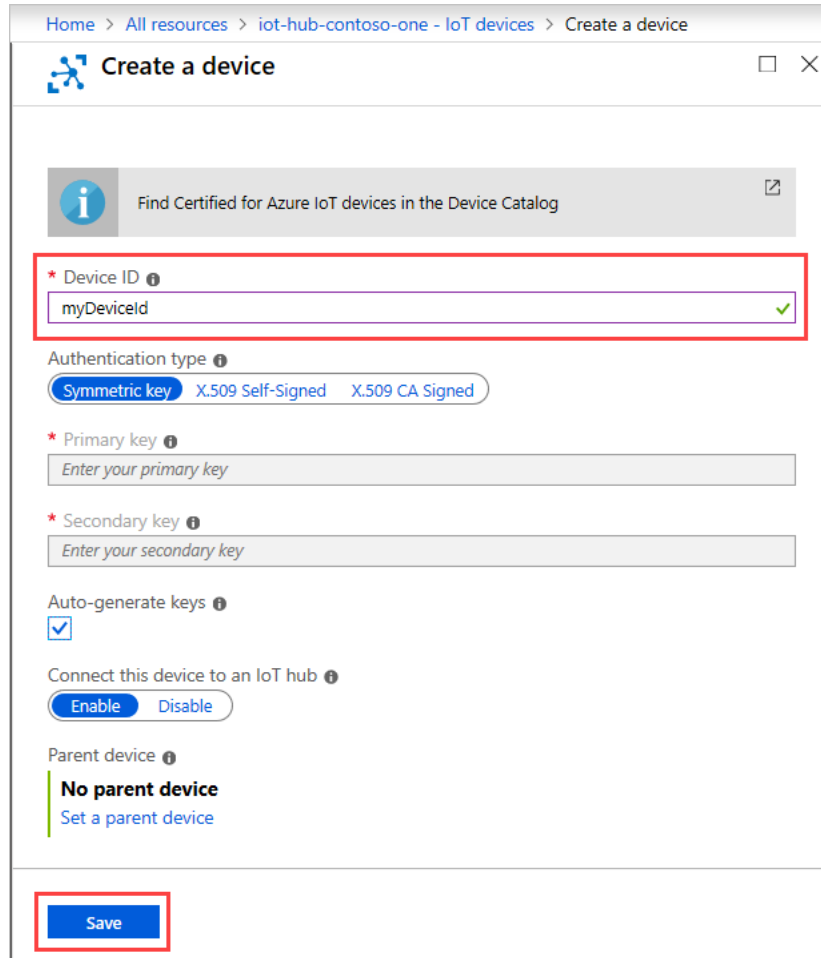 Home > All resources > iot-hub-contoso-one - IoT devices > Create a device
Create a device
Find Certified for Azure IoT devices in the Device Catalog
* Device ID
myDeviceId
Authentication type
Symmetric key X.509 Self-Signed X.509 CA Signed
* Primary key
Enter your primary key
* Secondary key
Enter your secondary key
Auto-generate keys
Connect this device to an IoT hub
Enable Disable
Parent device
No parent device
Set a parent device
Save